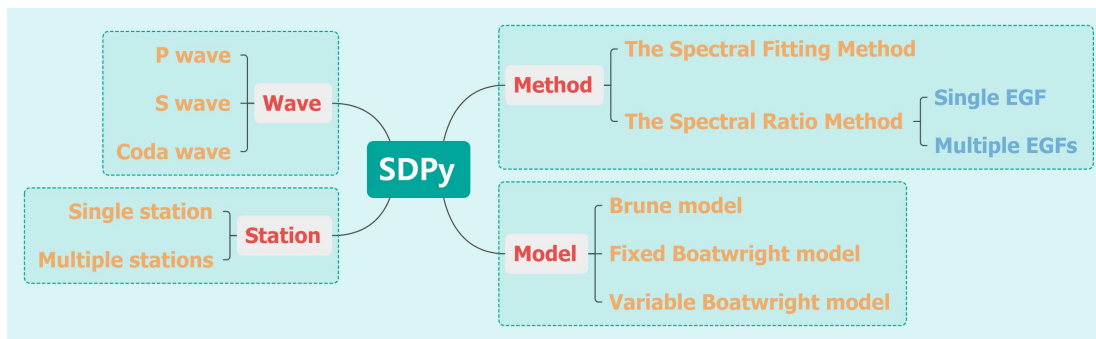 SDPy
Wave
P wave
S wave
Coda wave
Station
Single station
Multiple stations
Method
The Spectral Fitting Method
The Spectral Ratio Method
Single EGF
Multiple EGFs
Model
Brune model
Fixed Boatwright model
Variable Boatwright model